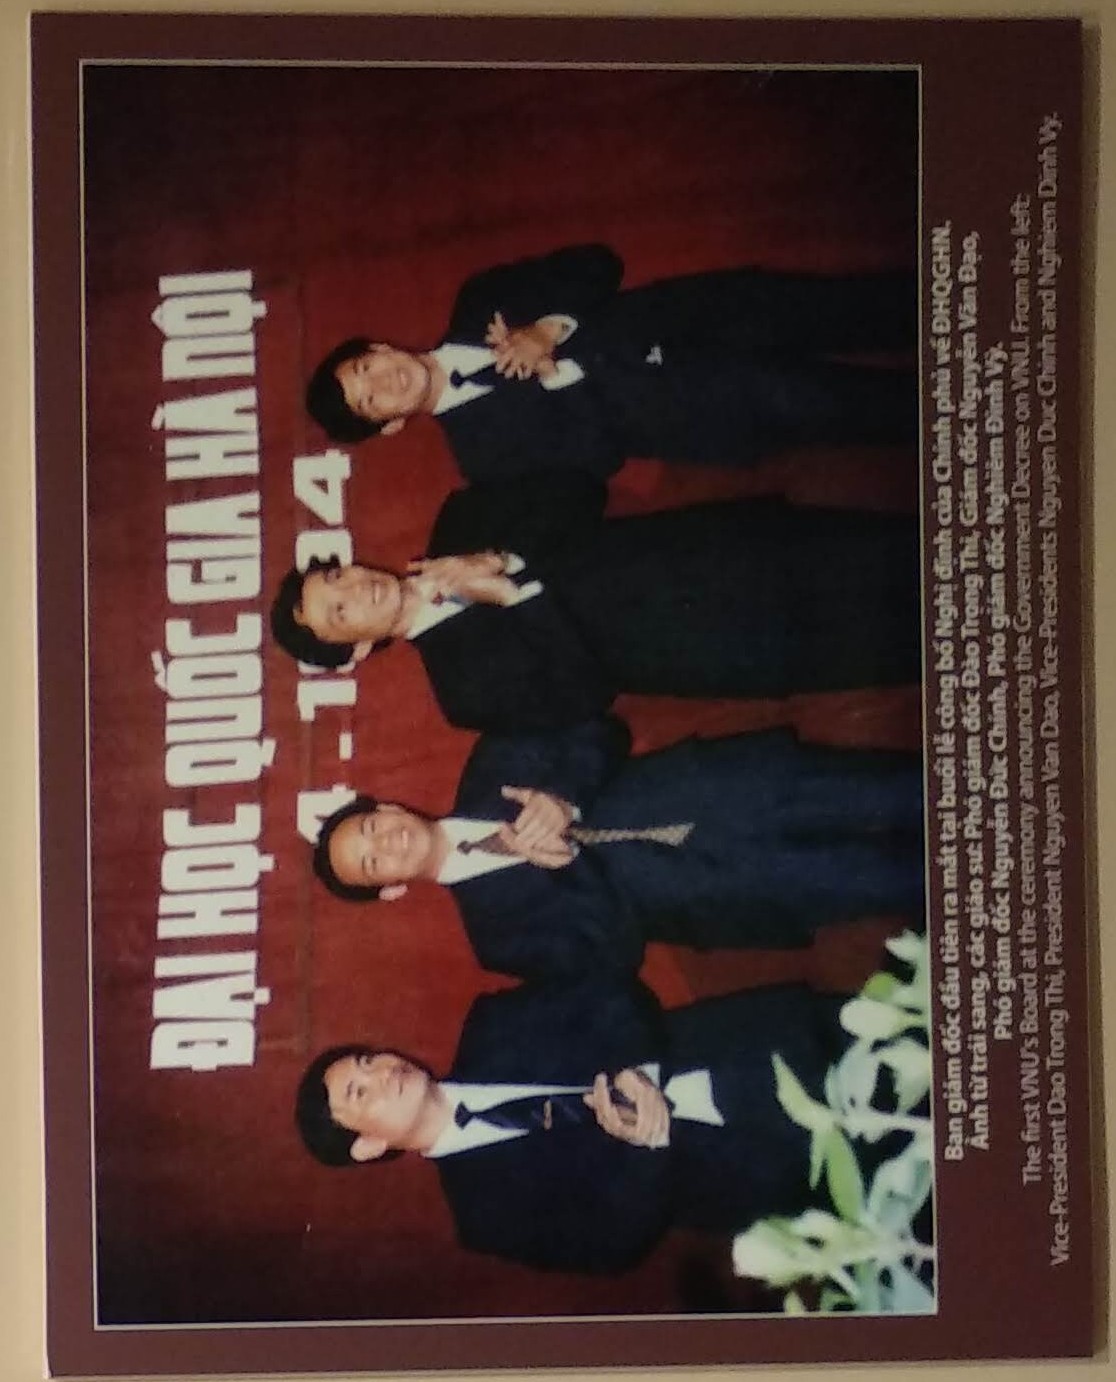 ĐẠI HỌC QUỐC GIA HÀ NỘI
4 - 1994
Ban giám đốc đầu tiên ra mắt tại buổi lễ công bố Nghị định của Chính phủ về ĐHQGHN.
Ảnh từ trái sang, các giáo sư: Phó giám đốc Đào Trọng Thi, Giám đốc Nguyễn Văn Đạo,
Phó giám đốc Nguyễn Đức Chính, Phó giám đốc Nghiêm Đình Vỳ.
The first VNU's Board at the ceremony announcing the Government Decree on VNU. From the left:
Vice-President Dao Trong Thi, President Nguyen Van Dao, Vice-Presidents Nguyen Duc Chinh and Nghiem Dinh Vy.